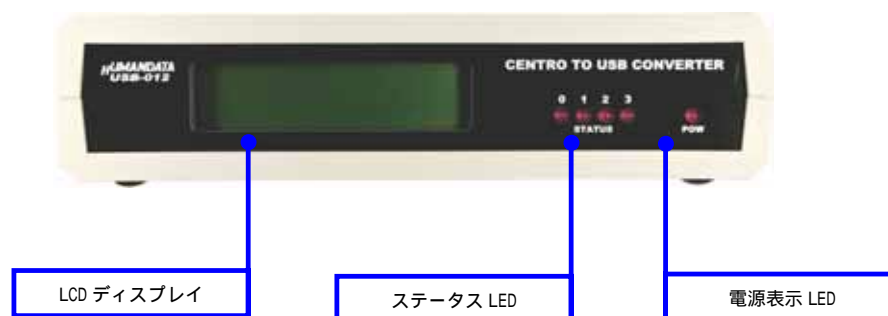 HUMANDATA
USB-012
CENTRO TO USB CONVERTER
0 1 2 3
STATUS
POW
LCD ディスプレイ
ステータス LED
電源表示 LED